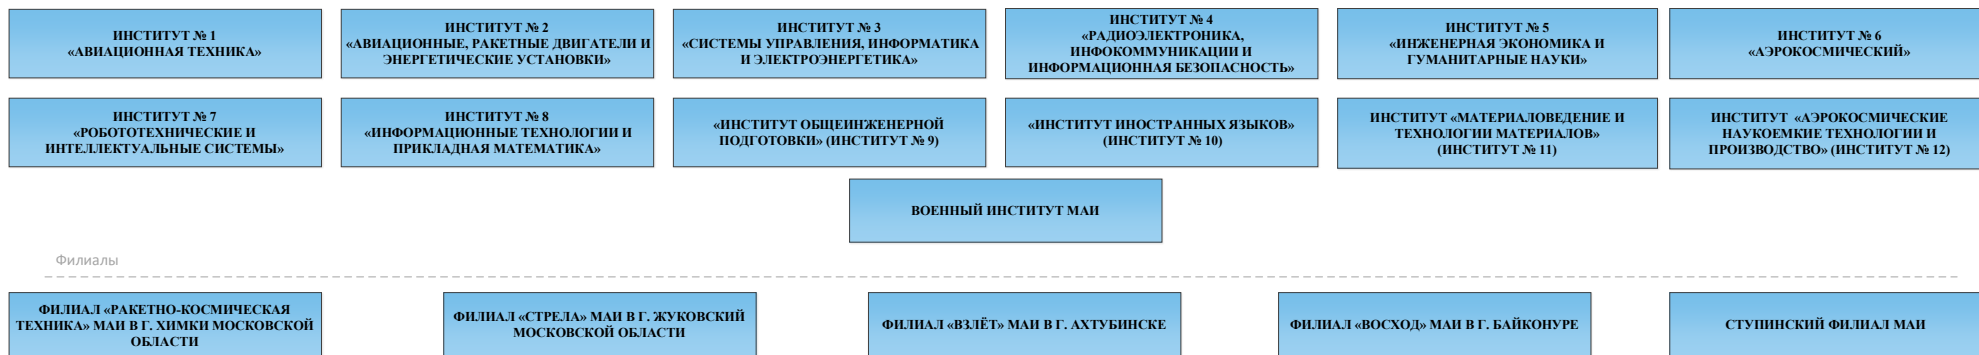 ИНСТИТУТ № 1
«АВИАЦИОННАЯ ТЕХНИКА»
ИНСТИТУТ № 2
«АВИАЦИОННЫЕ, РАКЕТНЫЕ ДВИГАТЕЛИ И
ЭНЕРГЕТИЧЕСКИЕ УСТАНОВКИ»
ИНСТИТУТ № 3
«СИСТЕМЫ УПРАВЛЕНИЯ, ИНФОРМАТИКА
И ЭЛЕКТРОЭНЕРГЕТИКА»
ИНСТИТУТ № 4
«РАДИОЭЛЕКТРОНИКА,
ИНФОКОММУНИКАЦИИ И
ИНФОРМАЦИОННАЯ БЕЗОПАСНОСТЬ»
ИНСТИТУТ № 5
«ИНЖЕНЕРНАЯ ЭКОНОМИКА И
ГУМАНИТАРНЫЕ НАУКИ»
ИНСТИТУТ № 6
«АЭРОКОСМИЧЕСКИЙ»
ИНСТИТУТ № 7
«РОБОТОТЕХНИЧЕСКИЕ И
ИНТЕЛЛЕКТУАЛЬНЫЕ СИСТЕМЫ»
ИНСТИТУТ № 8
«ИНФОРМАЦИОННЫЕ ТЕХНОЛОГИИ И
ПРИКЛАДНАЯ МАТЕМАТИКА»
«ИНСТИТУТ ОБЩЕИНЖЕНЕРНОЙ
ПОДГОТОВКИ» (ИНСТИТУТ № 9)
«ИНСТИТУТ ИНОСТРАННЫХ ЯЗЫКОВ»
(ИНСТИТУТ № 10)
ИНСТИТУТ «МАТЕРИАЛОВЕДЕНИЕ И
ТЕХНОЛОГИИ МАТЕРИАЛОВ»
(ИНСТИТУТ № 11)
ИНСТИТУТ «АЭРОКОСМИЧЕСКИЕ
НАУКОЕМКИЕ ТЕХНОЛОГИИ И
ПРОИЗВОДСТВО» (ИНСТИТУТ № 12)
ВОЕННЫЙ ИНСТИТУТ МАИ
Филиалы
ФИЛИАЛ «РАКЕТНО-КОСМИЧЕСКАЯ
ТЕХНИКА» МАИ В Г. ХИМКИ МОСКОВСКОЙ
ОБЛАСТИ
ФИЛИАЛ «СТРЕЛА» МАИ В Г. ЖУКОВСКИЙ
МОСКОВСКОЙ ОБЛАСТИ
ФИЛИАЛ «ВЗЛЁТ» МАИ В Г. АХТУБИНСКЕ
ФИЛИАЛ «ВОСХОД» МАИ В Г. БАЙКОНУРЕ
СТУПИНСКИЙ ФИЛИАЛ МАИ